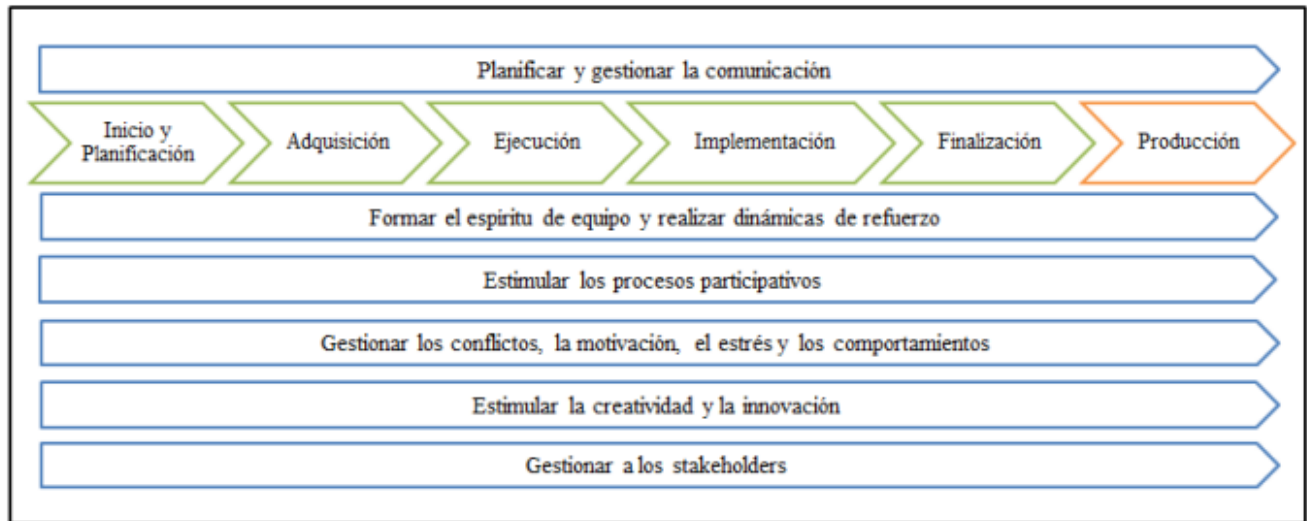 Planificar y gestionar la comunicación
Inicio y
Planificación
Adquisición
Ejecución
Implementación
Finalización
Producción
Formar el espíritu de equipo y realizar dinámicas de refuerzo
Estimular los procesos participativos
Gestionar los conflictos, la motivación, el estrés y los comportamientos
Estimular la creatividad y la innovación
Gestionar a los stakeholders